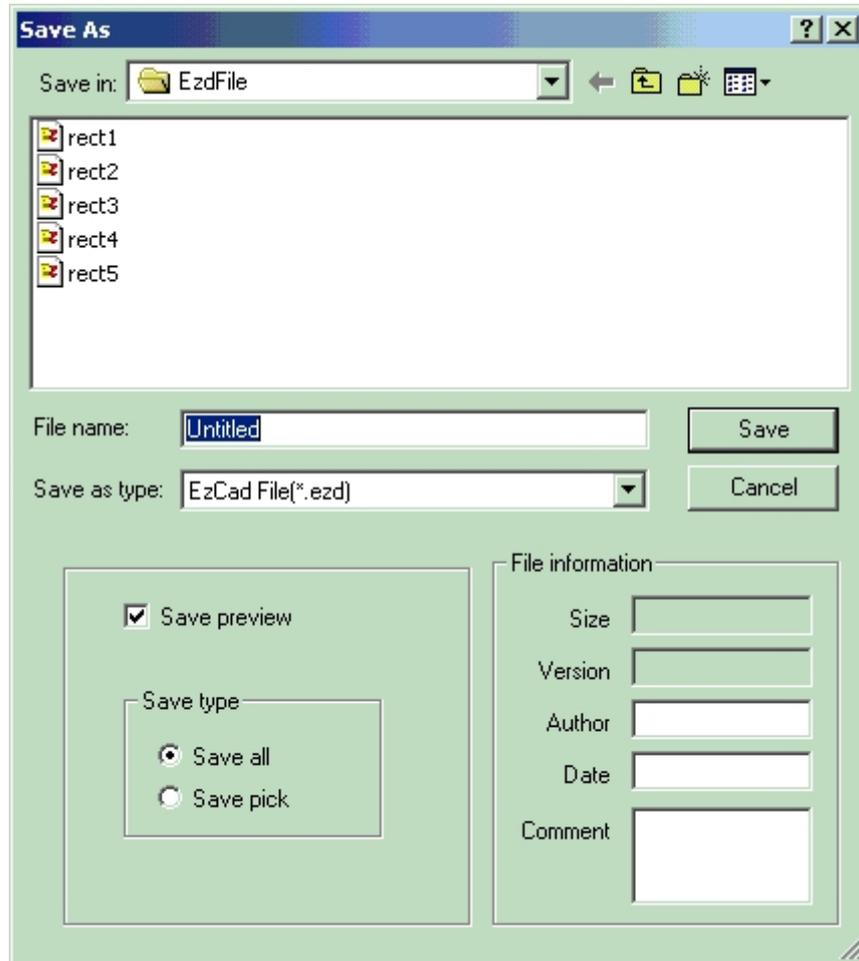 Save As
Save in: EzdFile
rect1
rect2
rect3
rect4
rect5
File name: Untitled Save
Save as type: EzCad File(*.ezd) Cancel
Save preview
Save type
Save all
Save pick
File information
Size
Version
Author
Date
Comment